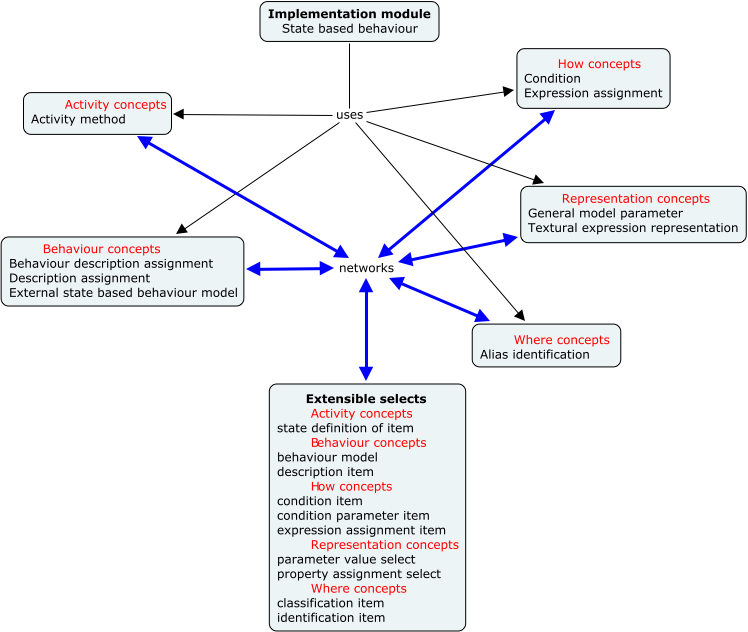 Implementation module
State based behaviour
How concepts
Condition
Expression assignment
Activity concepts
Activity method
uses
Representation concepts
General model parameter
Textural expression representation
Behaviour concepts
Behaviour description assignment
Description assignment
External state based behaviour model
networks
Where concepts
Alias identification
Extensible selects
Activity concepts
state definition of item
Behaviour concepts
behaviour model
description item
How concepts
condition item
condition parameter item
expression assignment item
Representation concepts
parameter value select
property assignment select
Where concepts
classification item
identification item